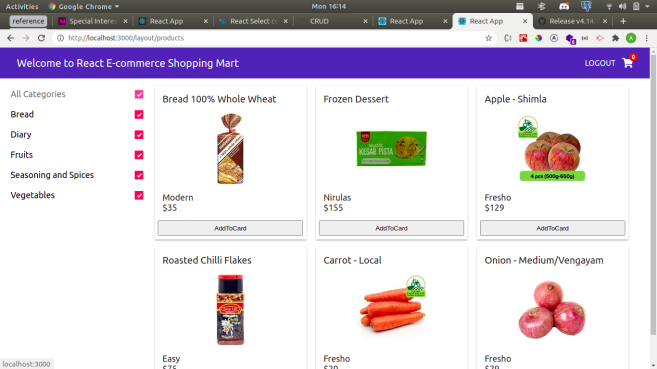 Activities Google Chrome Mon 16:14
reference Special Interes React App React Select co CRUD React App React App Release v4.14.
http://localhost:3000/layout/products
Welcome to React E-commerce Shopping Mart LOGOUT 0
All Categories
Bread
Diary
Fruits
Seasoning and Spices
Vegetables
Bread 100% Whole Wheat
Modern
$35
AddToCard
Frozen Dessert
KESAR PISTA
Nirulas
$155
AddToCard
Apple - Shimla
4 pcs (500g-650g)
Fresho
$129
AddToCard
Roasted Chilli Flakes
Easy
$75
Carrot - Local
Fresho
$20
Onion - Medium/Vengayam
Fresho
$29
localhost:3000